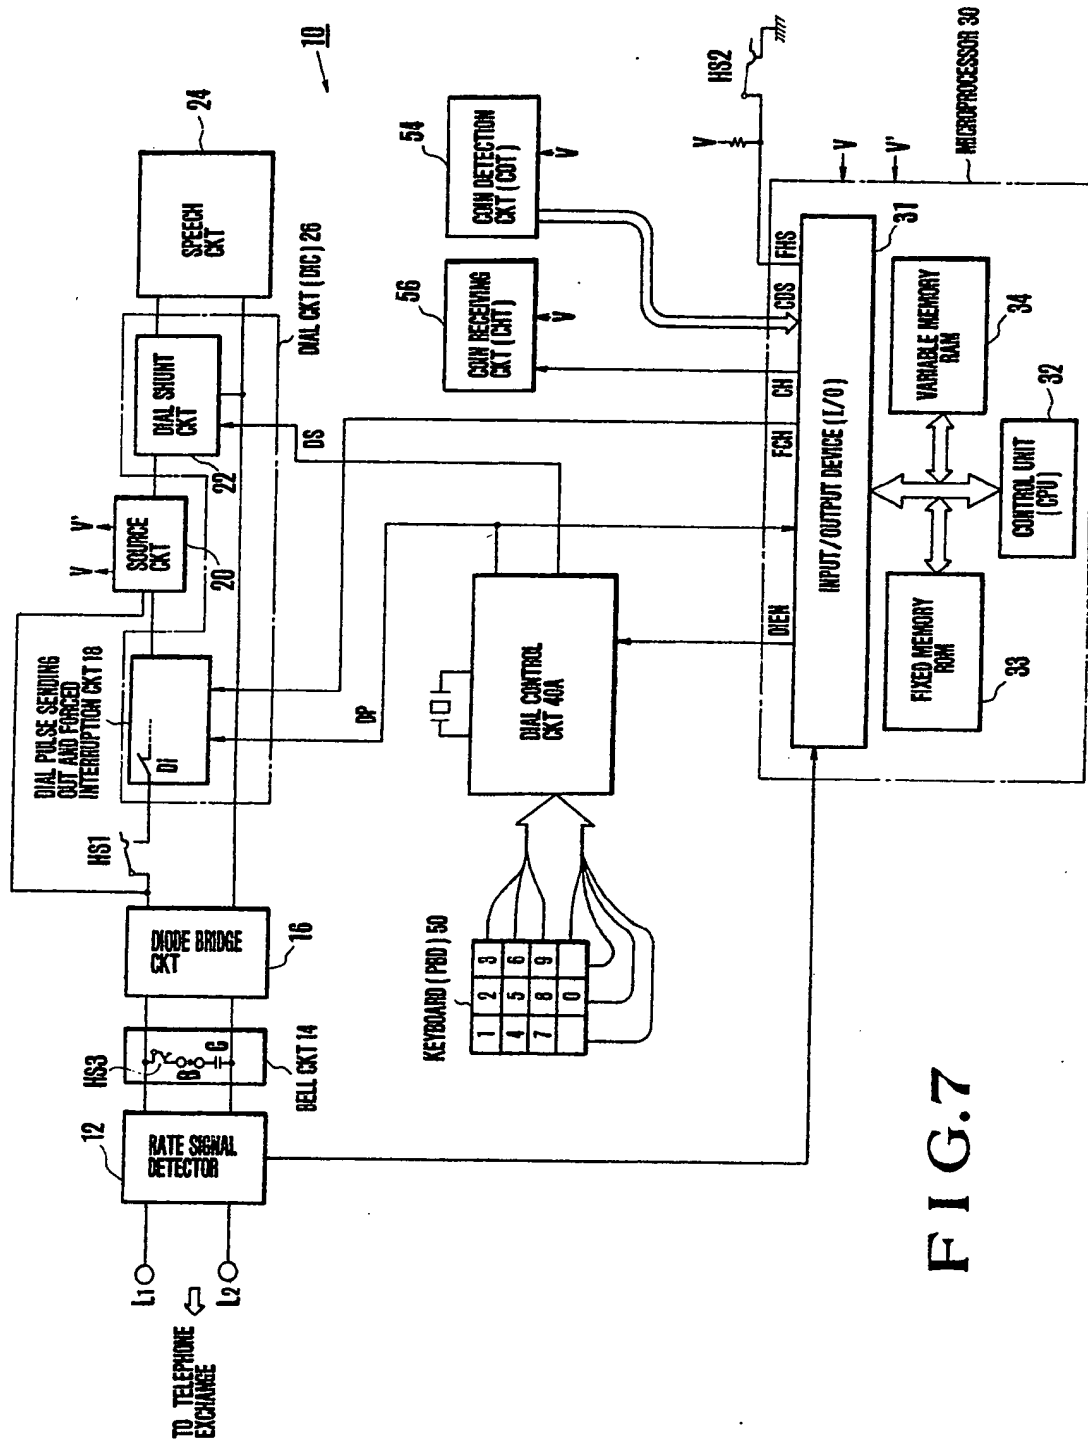 10
TO TELEPHONE
EXCHANGE
L1
L2
12
RATE SIGNAL
DETECTOR
HS3
B
C
BELL CKT 14
DIODE BRIDGE
CKT
16
HS1
DIAL PULSE SENDING
OUT AND FORCED
INTERRUPTION CKT 18
DI
V
V'
SOURCE
CKT
20
DIAL SHUNT
CKT
22
SPEECH
CKT
24
DIAL CKT (DIC) 26
DP
DS
KEYBOARD (PBD) 50
1 2 3
4 5 6
7 8 9
0
DIAL CONTROL
CKT 40A
COIN RECEIVING
CKT (CHT)
56
V
COIN DETECTION
CKT (CDT)
54
V
HS2
V
DIEN
FCH
CH
CDS
FHS
INPUT/OUTPUT DEVICE (I/O)
31
V
V'
MICROPROCESSOR 30
FIXED MEMORY
ROM
33
VARIABLE MEMORY
RAM
34
CONTROL UNIT
(CPU)
32
FIG.7